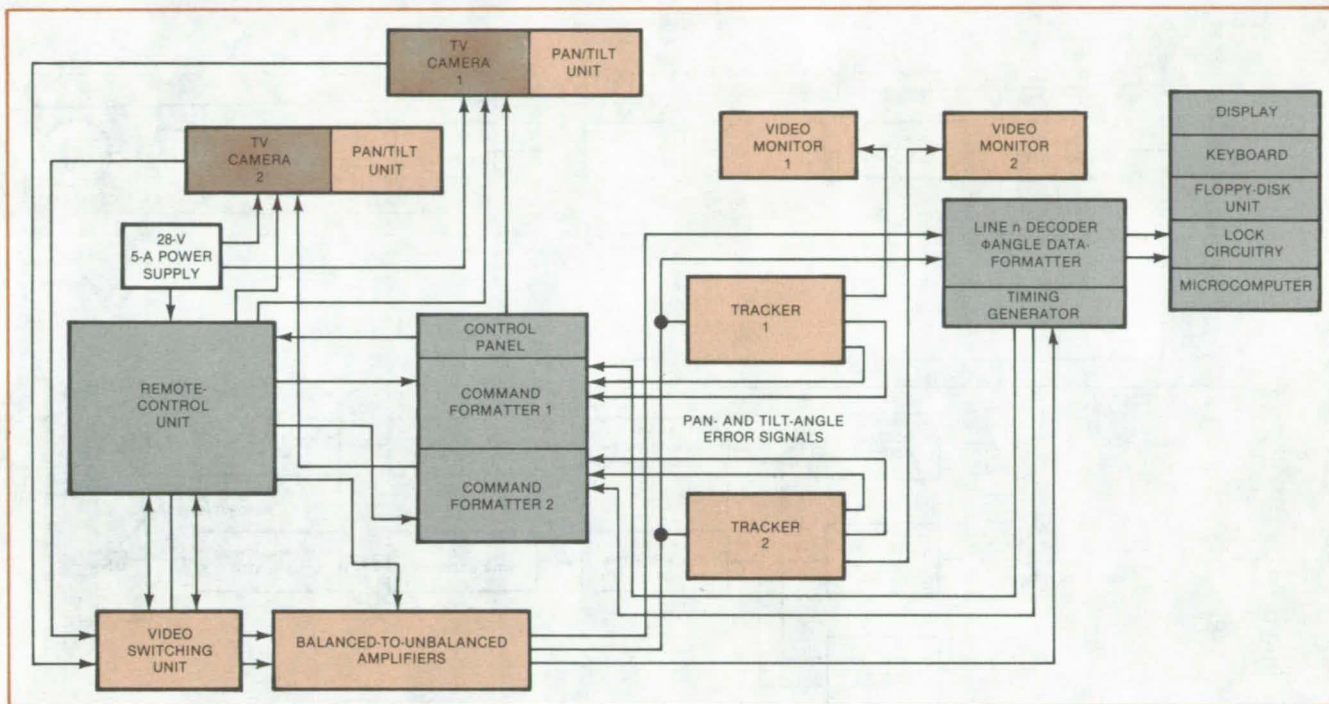 TV
CAMERA
1
PAN/TILT
UNIT
TV
CAMERA
2
PAN/TILT
UNIT
28-V
5-A POWER
SUPPLY
REMOTE-
CONTROL
UNIT
CONTROL
PANEL
COMMAND
FORMATTER 1
COMMAND
FORMATTER 2
VIDEO
SWITCHING
UNIT
BALANCED-TO-UNBALANCED
AMPLIFIERS
VIDEO
MONITOR
1
VIDEO
MONITOR
2
TRACKER
1
PAN- AND TILT-ANGLE
ERROR SIGNALS
TRACKER
2
LINE n DECODER
ΦANGLE DATA-
FORMATTER
TIMING
GENERATOR
DISPLAY
KEYBOARD
FLOPPY-DISK
UNIT
LOCK
CIRCUITRY
MICROCOMPUTER